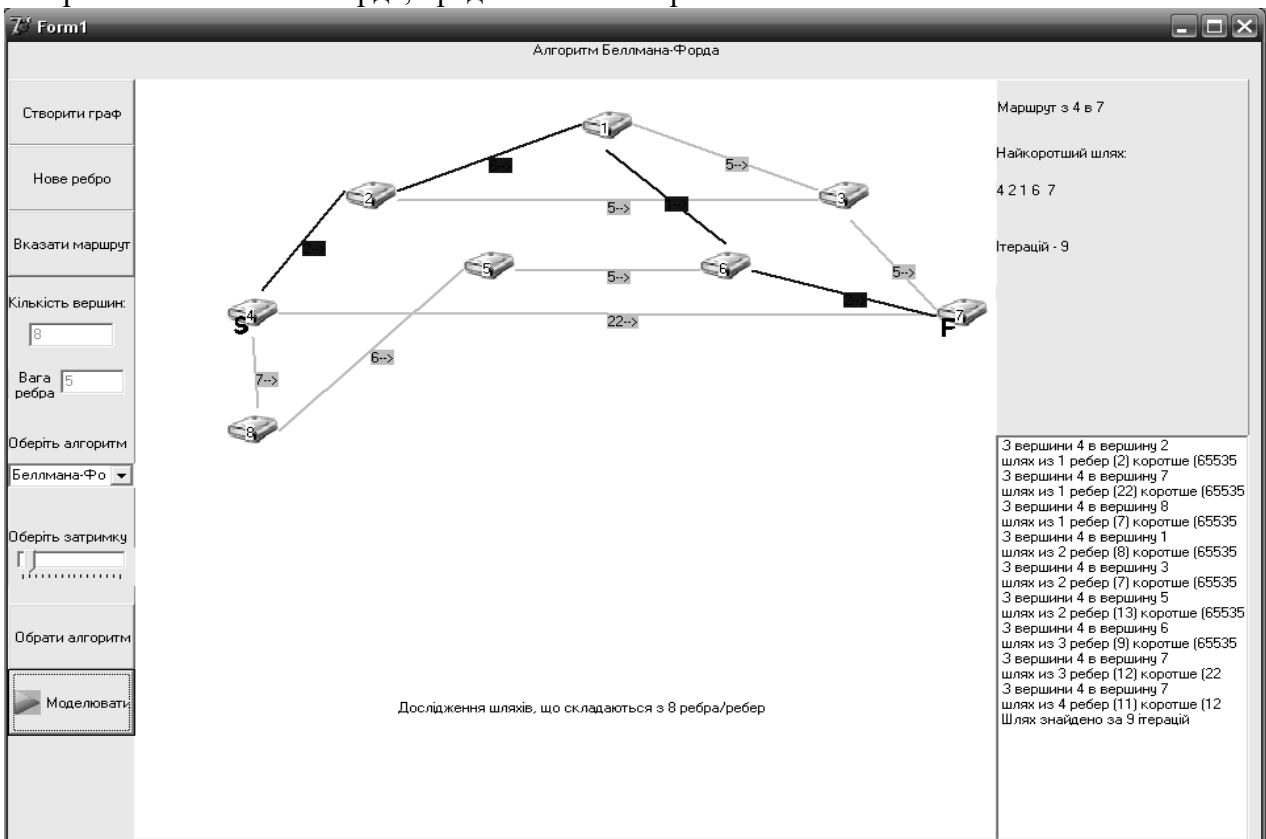 Form1
Алгоритм Беллмана-Форда
Створити граф
Нове ребро
Вказати маршрут
Кількість вершин:
8
Вага
ребра
5
Оберіть алгоритм
Беллмана-Фо
Оберіть затримку
Обрати алгоритм
Моделювати
1
5-->
2
3
5-->
5
6
5-->
5-->
S
4
22-->
7
F
6-->
7-->
8
Дослідження шляхів, що складаються з 8 ребра/ребер
Маршрут з 4 в 7
Найкоротший шлях:
4 2 1 6 7
Ітерацій - 9
З вершини 4 в вершину 2
шлях из 1 ребер (2) коротше (65535
З вершини 4 в вершину 7
шлях из 1 ребер (22) коротше (65535
З вершини 4 в вершину 8
шлях из 1 ребер (7) коротше (65535
З вершини 4 в вершину 1
шлях из 2 ребер (8) коротше (65535
З вершини 4 в вершину 3
шлях из 2 ребер (7) коротше (65535
З вершини 4 в вершину 5
шлях из 2 ребер (13) коротше (65535
З вершини 4 в вершину 6
шлях из 3 ребер (9) коротше (65535
З вершини 4 в вершину 7
шлях из 3 ребер (12) коротше (22
З вершини 4 в вершину 7
шлях из 4 ребер (11) коротше (12
Шлях знайдено за 9 ітерацій